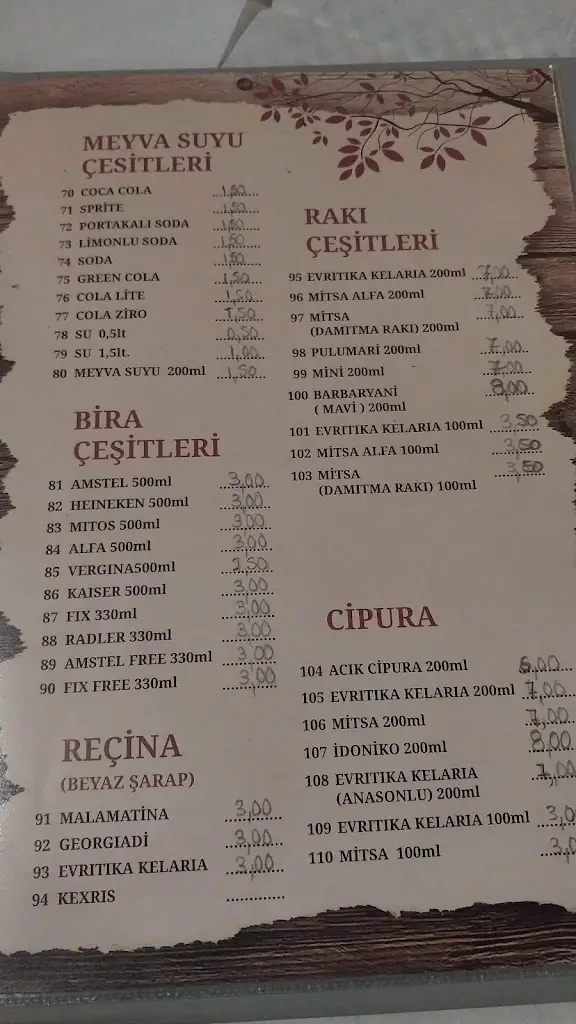 MEYVA SUYU
ÇESİTLERİ
70 COCA COLA ...1,50...
71 SPRİTE ...1,50...
72 PORTAKALI SODA ...1,50...
73 LİMONLU SODA ...1,50...
74 SODA ...1,50...
75 GREEN COLA ...1,50...
76 COLA LİTE ...1,50...
77 COLA ZİRO ...1,50...
78 SU 0,5lt ...0,50...
79 SU 1,5lt. ...1,00...
80 MEYVA SUYU 200ml ...1,50...
BİRA
ÇEŞİTLERİ
81 AMSTEL 500ml ...3,00...
82 HEINEKEN 500ml ...3,00...
83 MITOS 500ml ...3,00...
84 ALFA 500ml ...3,00...
85 VERGINA500ml ...2,50...
86 KAISER 500ml ...3,00...
87 FIX 330ml ...3,00...
88 RADLER 330ml ...3,00...
89 AMSTEL FREE 330ml ...3,00...
90 FIX FREE 330ml ...3,00...
REÇİNA
(BEYAZ ŞARAP)
91 MALAMATİNA ...3,00...
92 GEORGIADİ ...3,00...
93 EVRITIKA KELARIA ...3,00...
94 KEXRIS ..............
RAKI
ÇEŞİTLERİ
95 EVRITIKA KELARIA 200ml ...7,00...
96 MİTSA ALFA 200ml ...7,00...
97 MİTSA ...7,00...
(DAMITMA RAKI) 200ml
98 PULUMARİ 200ml ...7,00...
99 MİNİ 200ml ...7,00...
100 BARBARYANİ ...8,00...
( MAVİ ) 200ml
101 EVRITIKA KELARIA 100ml ...3,50
102 MİTSA ALFA 100ml ...3,50
103 MİTSA ...3,50
(DAMITMA RAKI) 100ml
CİPURA
104 ACIK CİPURA 200ml ...6,00...
105 EVRITIKA KELARIA 200ml ...7,00...
106 MİTSA 200ml ...7,00...
107 İDONİKO 200ml ...8,00
108 EVRITIKA KELARIA ...7,00
(ANASONLU) 200ml
109 EVRITIKA KELARIA 100ml ...3,0
110 MİTSA 100ml ...3,0